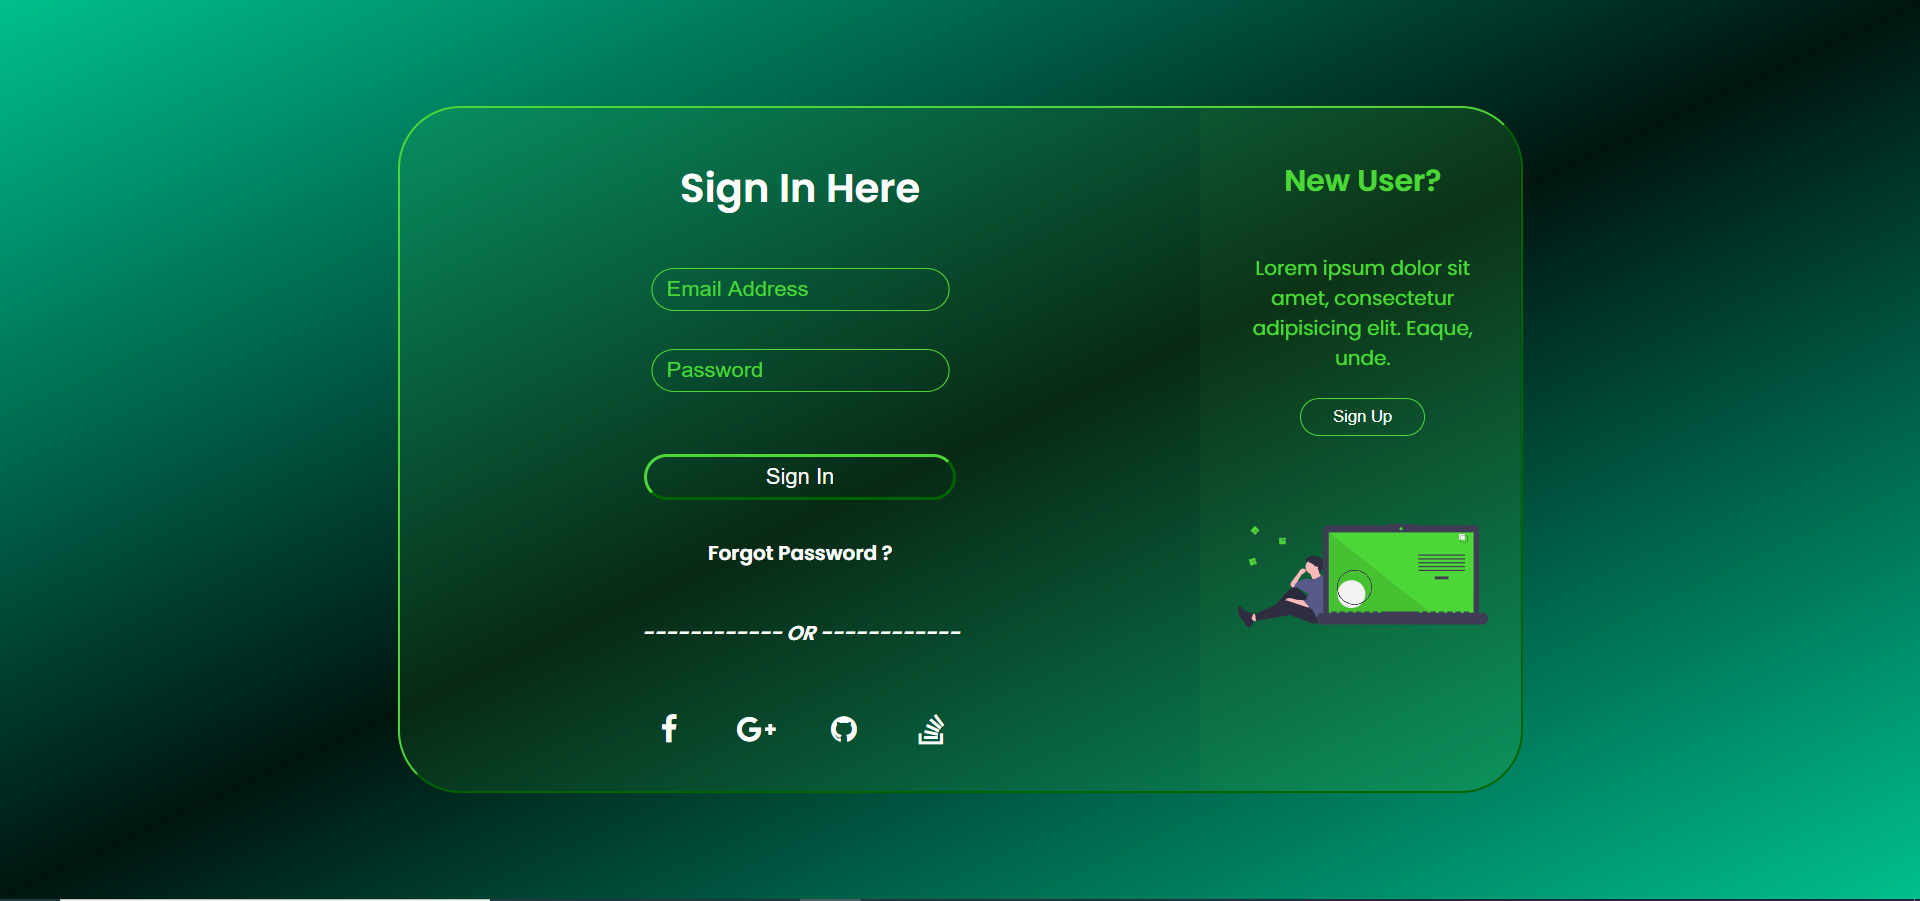 Sign In Here
Email Address
Password
Sign In
Forgot Password ?
------------ OR ------------
G+
New User?
Lorem ipsum dolor sit
amet, consectetur
adipisicing elit. Eaque,
unde.
Sign Up